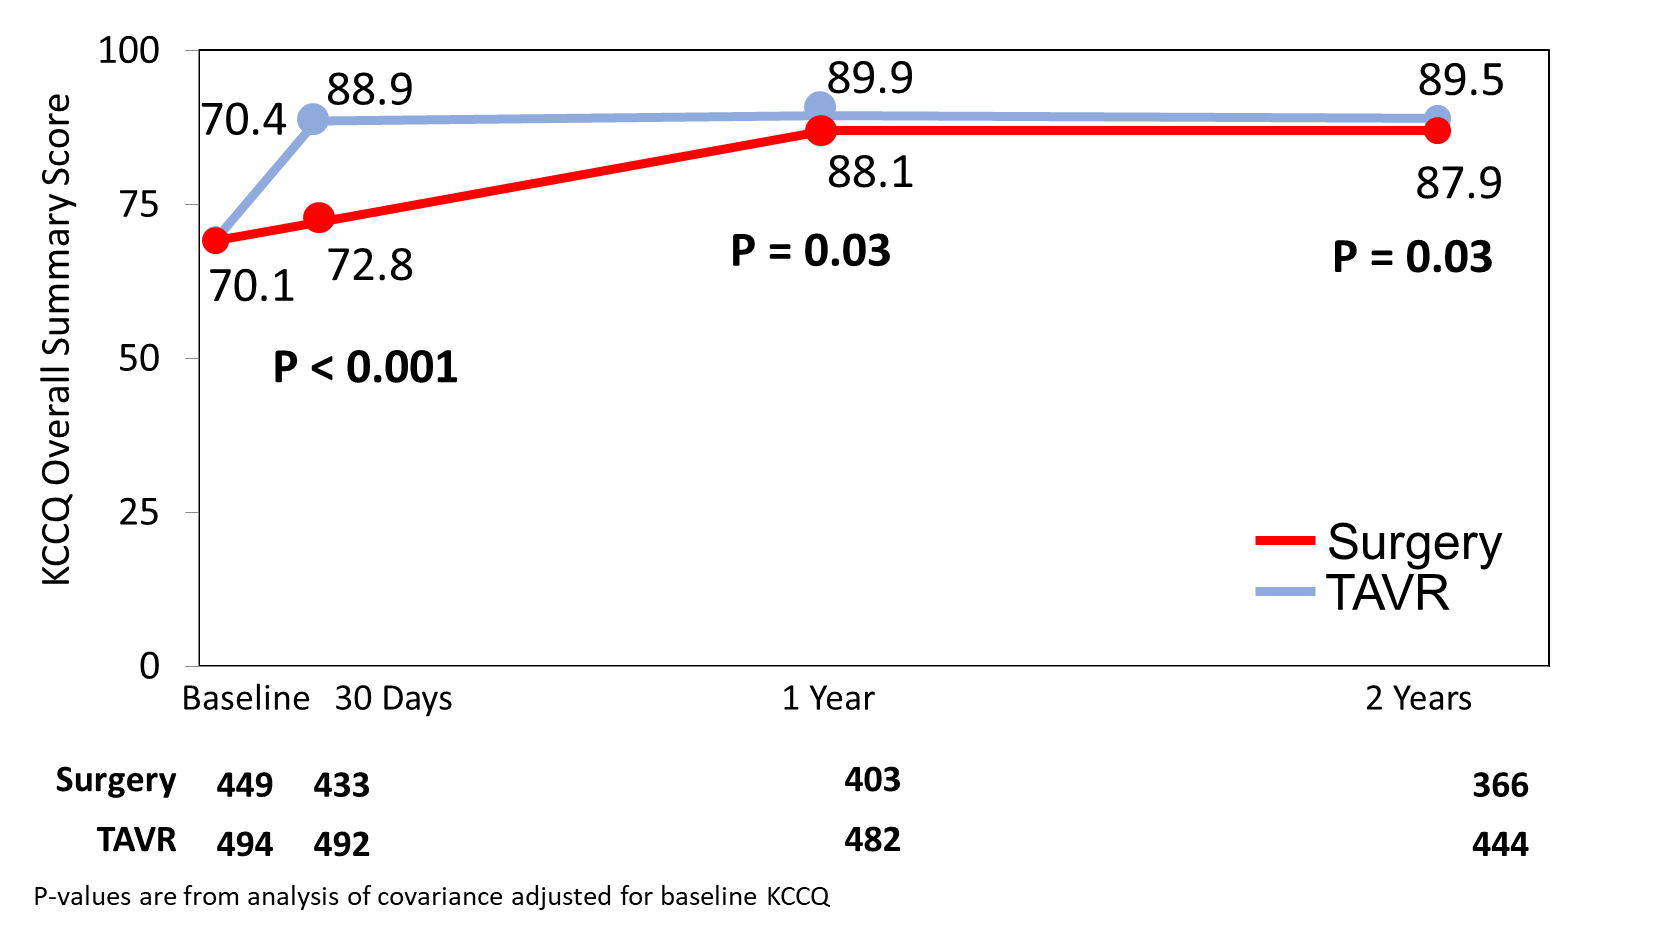 KCCQ Overall Summary Score
100
75
50
25
0
70.4
88.9
89.9
89.5
70.1
72.8
88.1
87.9
P < 0.001
P = 0.03
P = 0.03
Surgery
TAVR
Baseline 30 Days 1 Year 2 Years
Surgery 449 433 403 366
TAVR 494 492 482 444
P-values are from analysis of covariance adjusted for baseline KCCQ